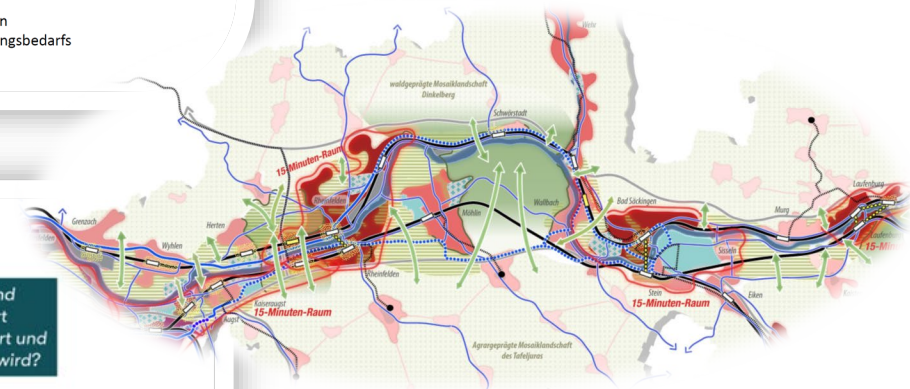 n
ngsbedarfs
nd
rt
rt und
wird?
Wehr
waldgeprägte Mosaiklandschaft
Dinkelberg
Schwörstadt
15-Minuten-Raum
Rheinfelden
Laufenburg
Grenzach
Wyhlen
Herten
Möhlin
Wallbach
Bad Säckingen
Murg
Sisseln
Rheinfelden
Kaiseraugst
Augst
15-Minuten-Raum
Stein
15-Minuten-Raum
Eiken
15-M
Agrargeprägte Mosaiklandschaft
des Tafeljuras